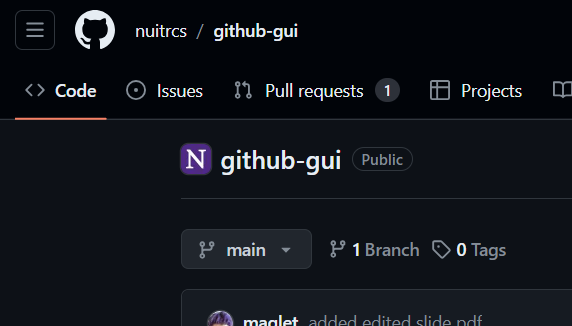 nuitrcs / github-gui
Code Issues Pull requests 1 Projects
N github-gui Public
main 1 Branch 0 Tags
maglet added edited slide pdf